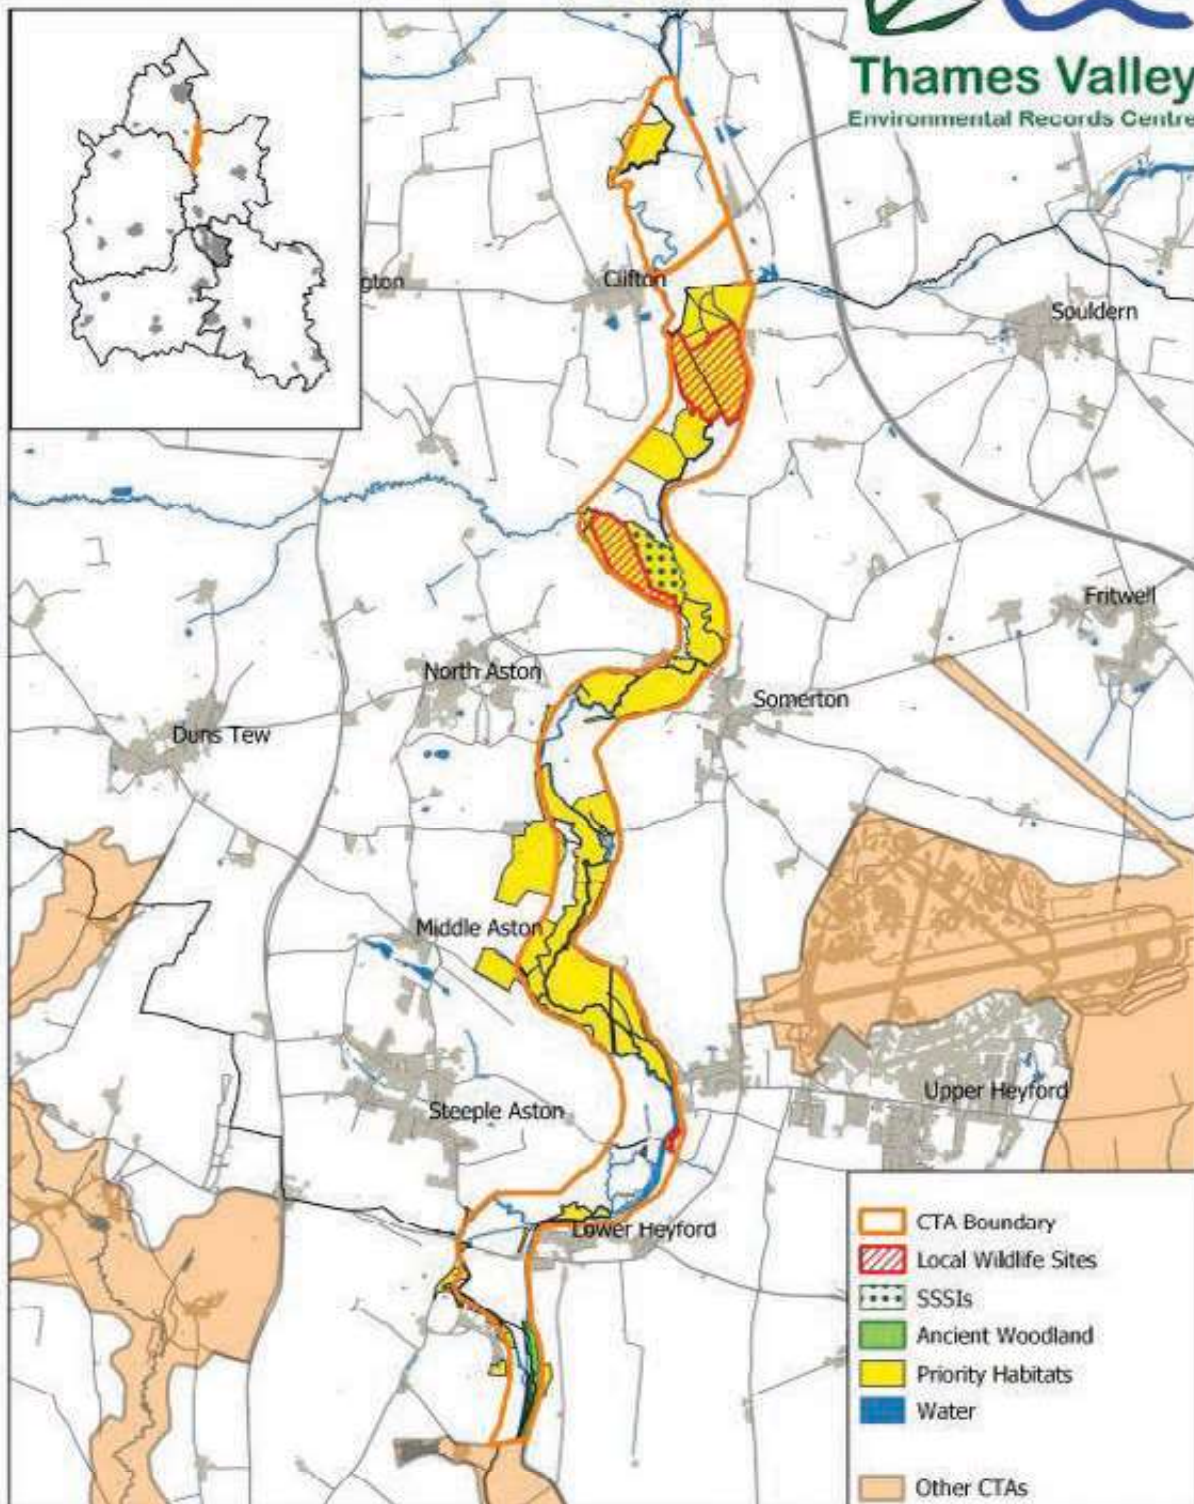 Thames Valley
Environmental Records Centre
gton
Clifton
Souldern
Fritwell
North Aston
Somerton
Duns Tew
Middle Aston
Upper Heyford
Steeple Aston
Lower Heyford
CTA Boundary
Local Wildlife Sites
SSSIs
Ancient Woodland
Priority Habitats
Water
Other CTAs